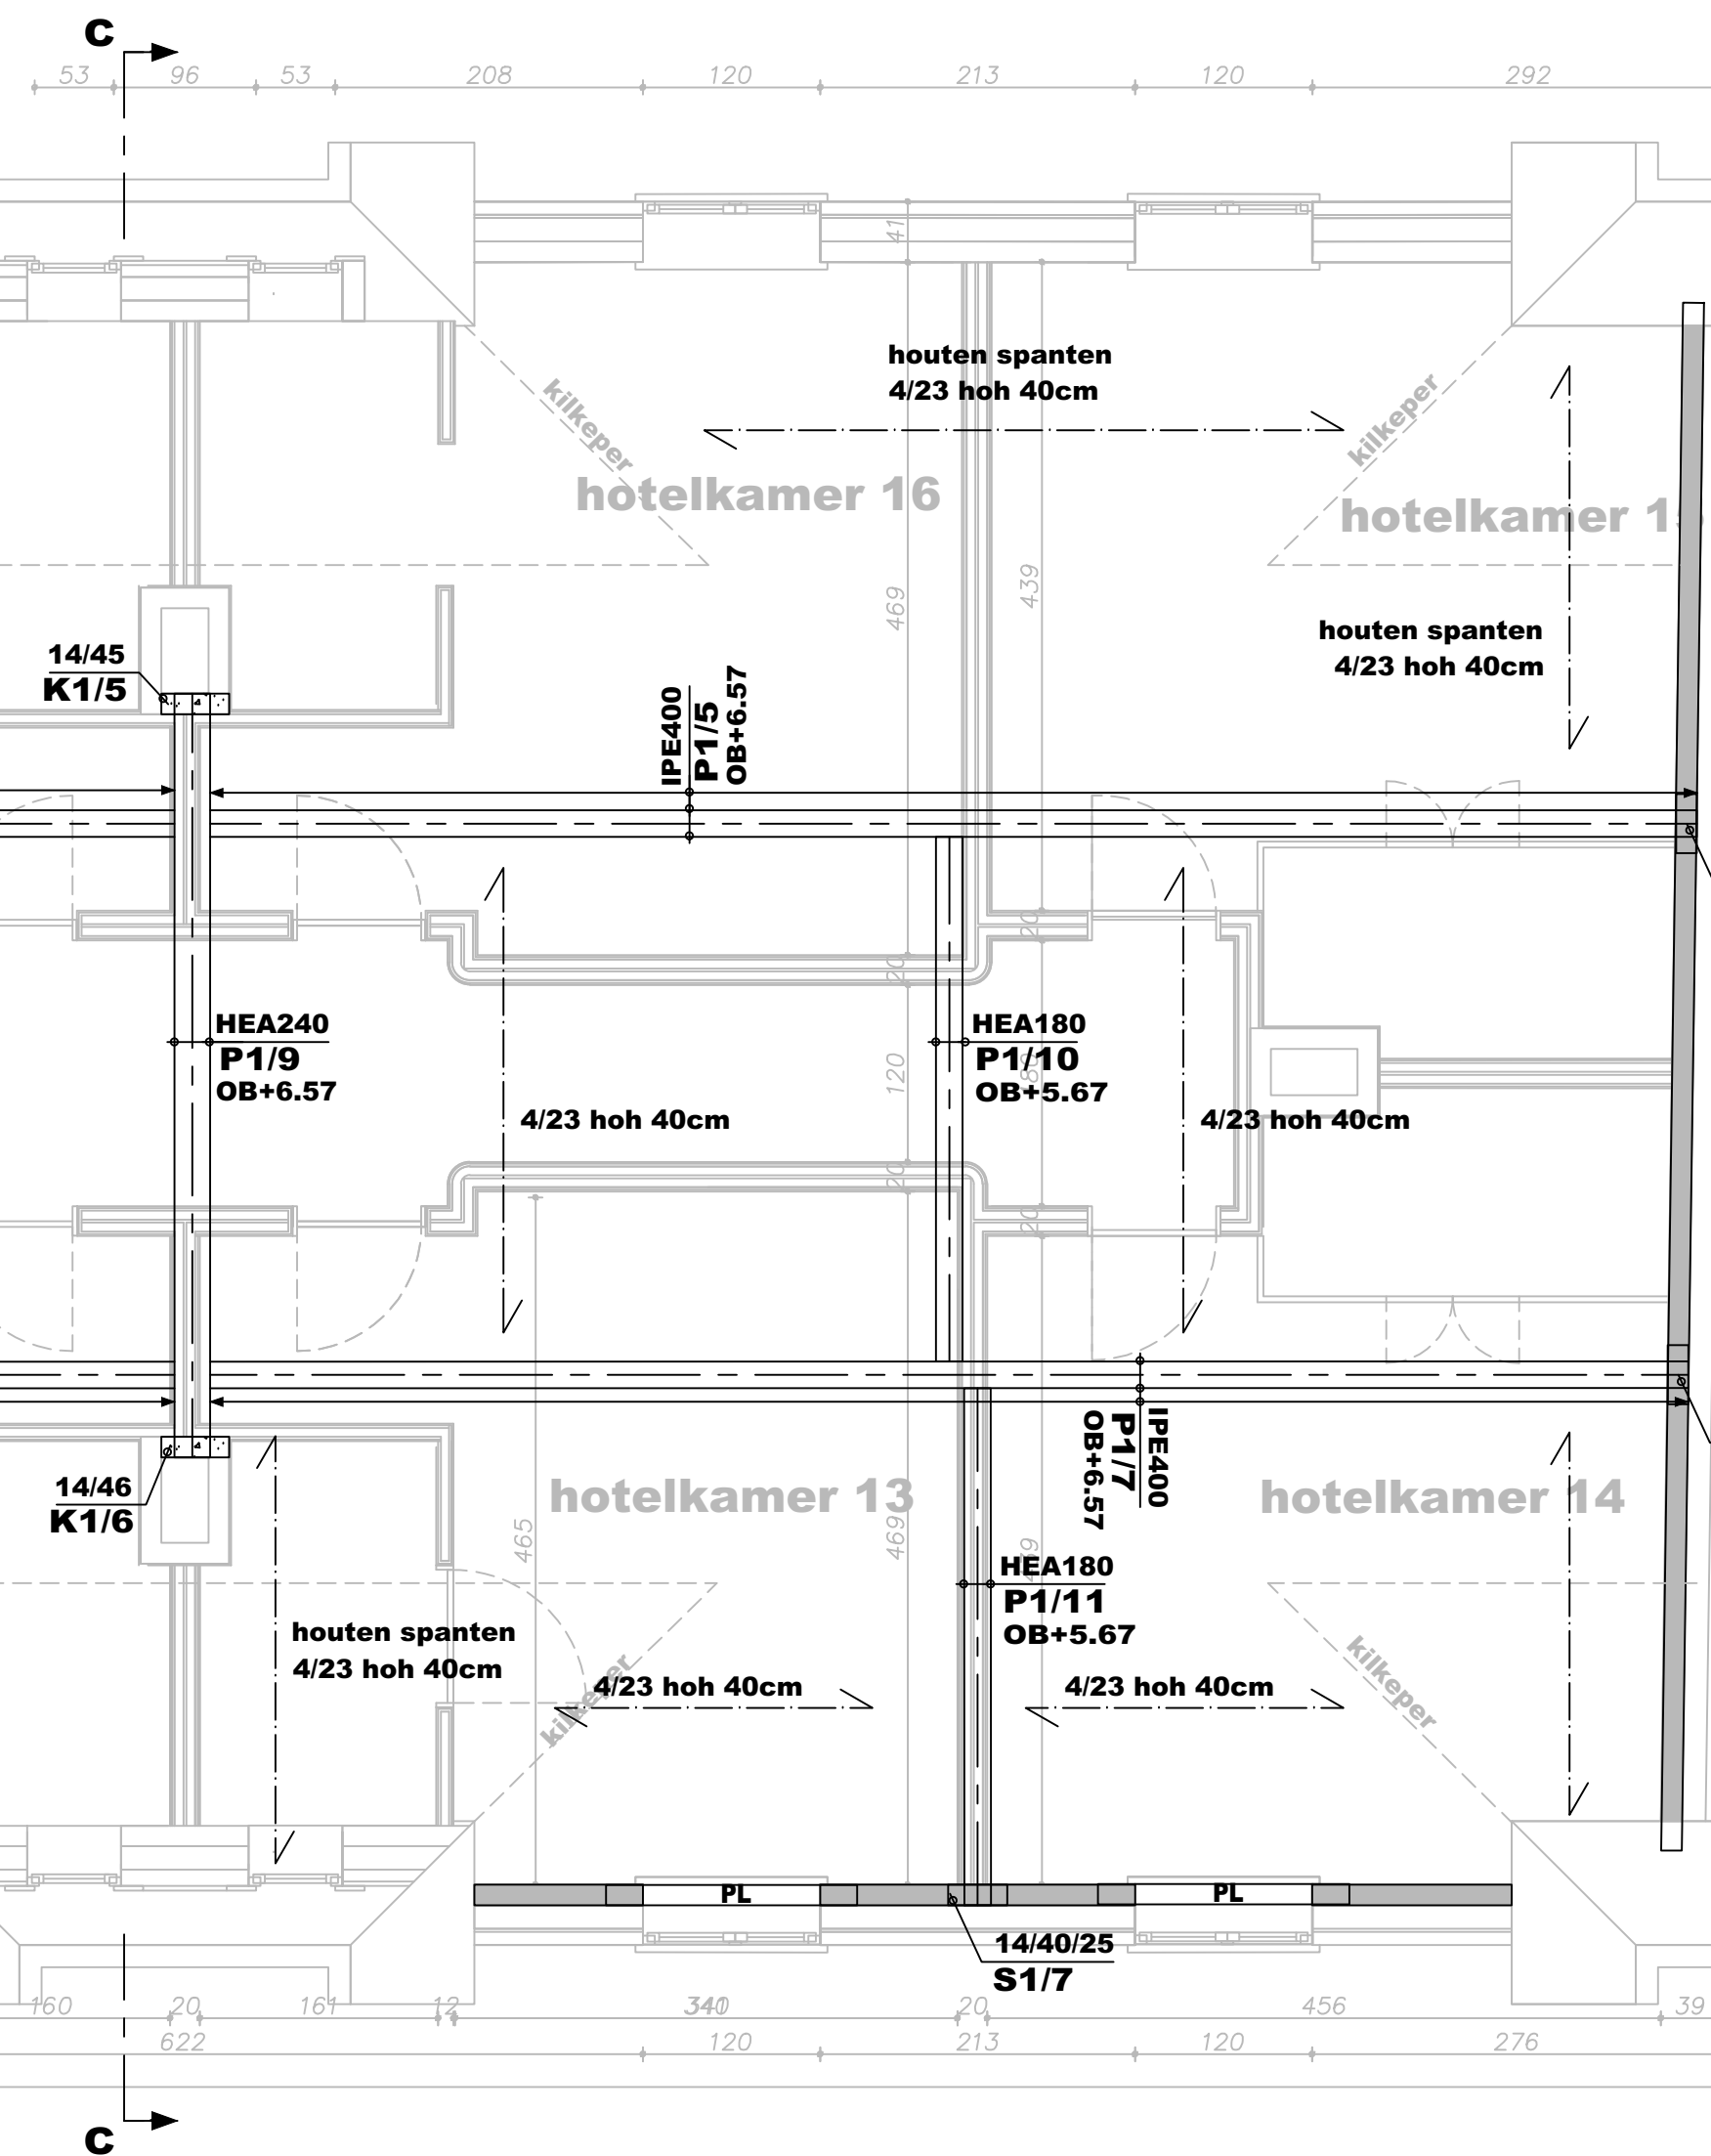 C
53 96 53 208 120 213 120 292
41
houten spanten
4/23 hoh 40cm
kilkeper
kilkeper
hotelkamer 16
hotelkamer
469
439
houten spanten
4/23 hoh 40cm
14/45
K1/5
IPE400
P1/5
OB+6.57
20
20
HEA240
P1/9
OB+6.57
HEA180
P1/10
OB+5.67
120
180
4/23 hoh 40cm
4/23 hoh 40cm
20
20
IPE400
P1/7
OB+6.57
14/46
K1/6
hotelkamer 13
hotelkamer 14
465
469
HEA180
P1/11
OB+5.67
houten spanten
4/23 hoh 40cm
4/23 hoh 40cm
4/23 hoh 40cm
kilkeper
kilkeper
PL
PL
14/40/25
S1/7
160 20 161 12 20 456 39
622 120 213 120 276
C